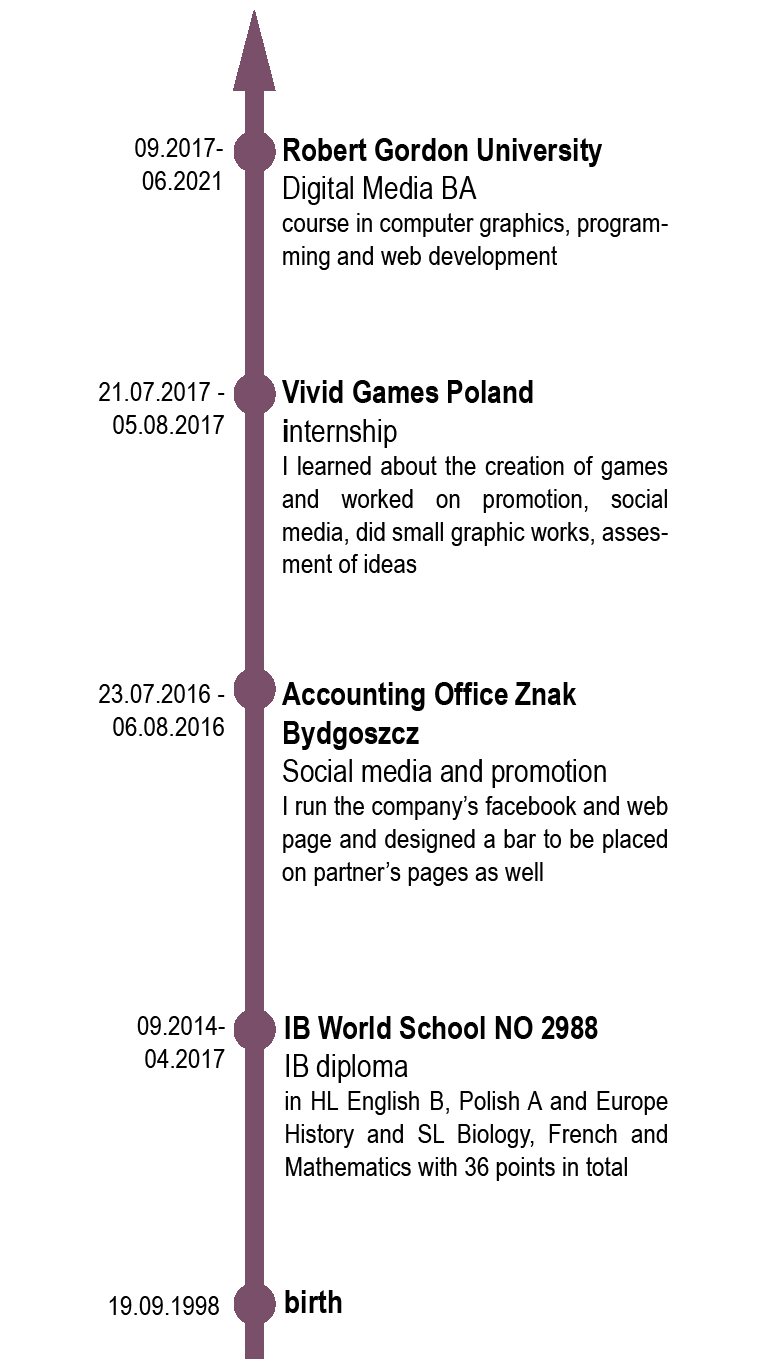 09.2017-
06.2021
Robert Gordon University
Digital Media BA
course in computer graphics, program-
ming and web development
21.07.2017 -
05.08.2017
Vivid Games Poland
internship
I learned about the creation of games
and worked on promotion, social
media, did small graphic works, asses-
ment of ideas
23.07.2016 -
06.08.2016
Accounting Office Znak
Bydgoszcz
Social media and promotion
I run the company’s facebook and web
page and designed a bar to be placed
on partner’s pages as well
09.2014-
04.2017
IB World School NO 2988
IB diploma
in HL English B, Polish A and Europe
History and SL Biology, French and
Mathematics with 36 points in total
19.09.1998
birth